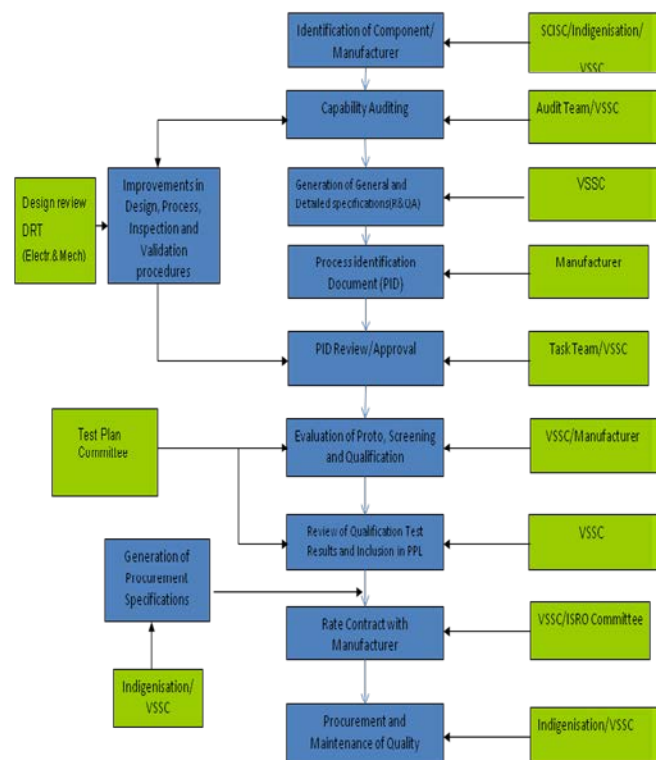 Identification of Component/
Manufacturer
SCISC/Indigenisation/
VSSC
Capability Auditing
Audit Team/VSSC
Design review
DRT
(Electr.& Mech)
Improvements in
Design, Process,
Inspection and
Validation
procedures
Generation of General and
Detailed specifications(R&QA)
VSSC
Process identification
Document (PID)
Manufacturer
PID Review/Approval
Task Team/VSSC
Test Plan
Committee
Evaluation of Proto, Screening
and Qualification
VSSC/Manufacturer
Review of Qualification Test
Results and Inclusion in PPL
VSSC
Generation of
Procurement
Specifications
Rate Contract with
Manufacturer
VSSC/ISRO Committee
Indigenisation/
VSSC
Procurement and
Maintenance of Quality
Indigenisation/VSSC